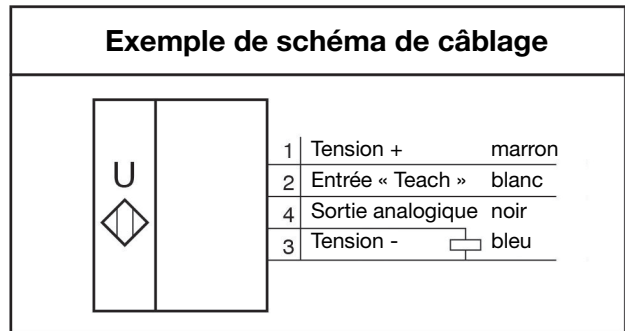 Exemple de schéma de câblage
U
1 Tension + marron
2 Entrée « Teach » blanc
4 Sortie analogique noir
3 Tension - bleu